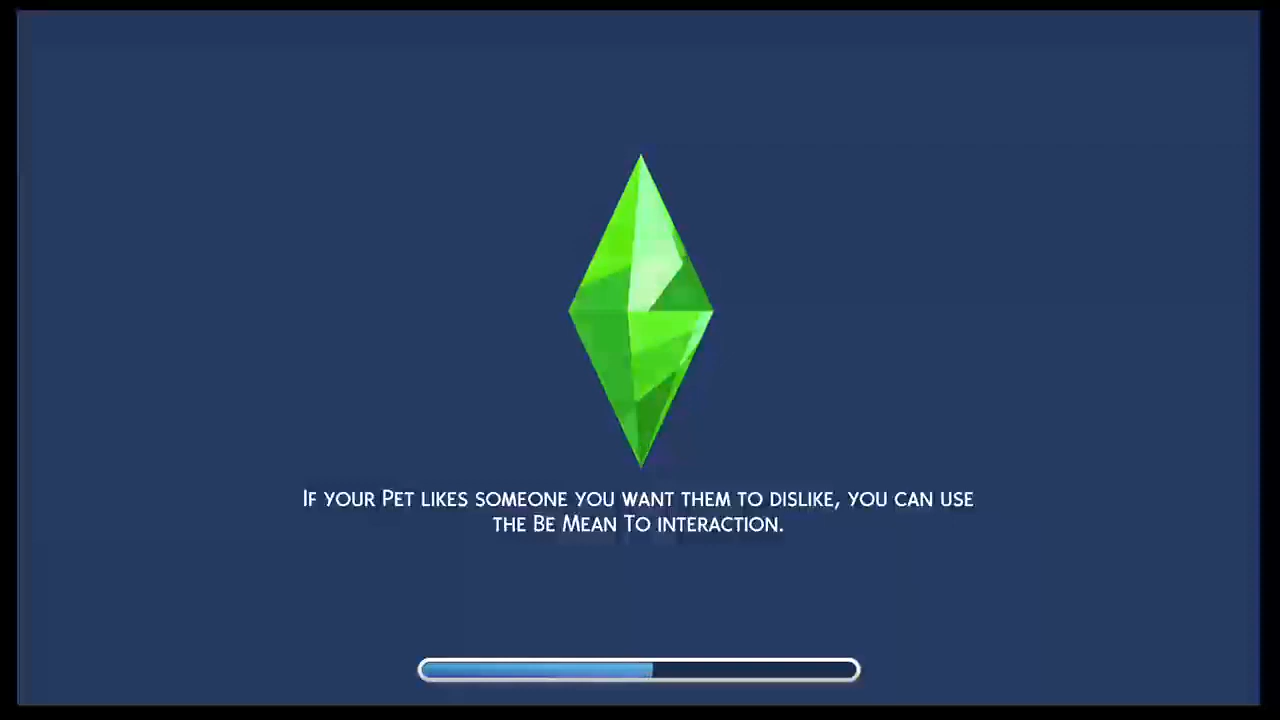 If your Pet likes someone you want them to dislike, you can use
the Be Mean To interaction.